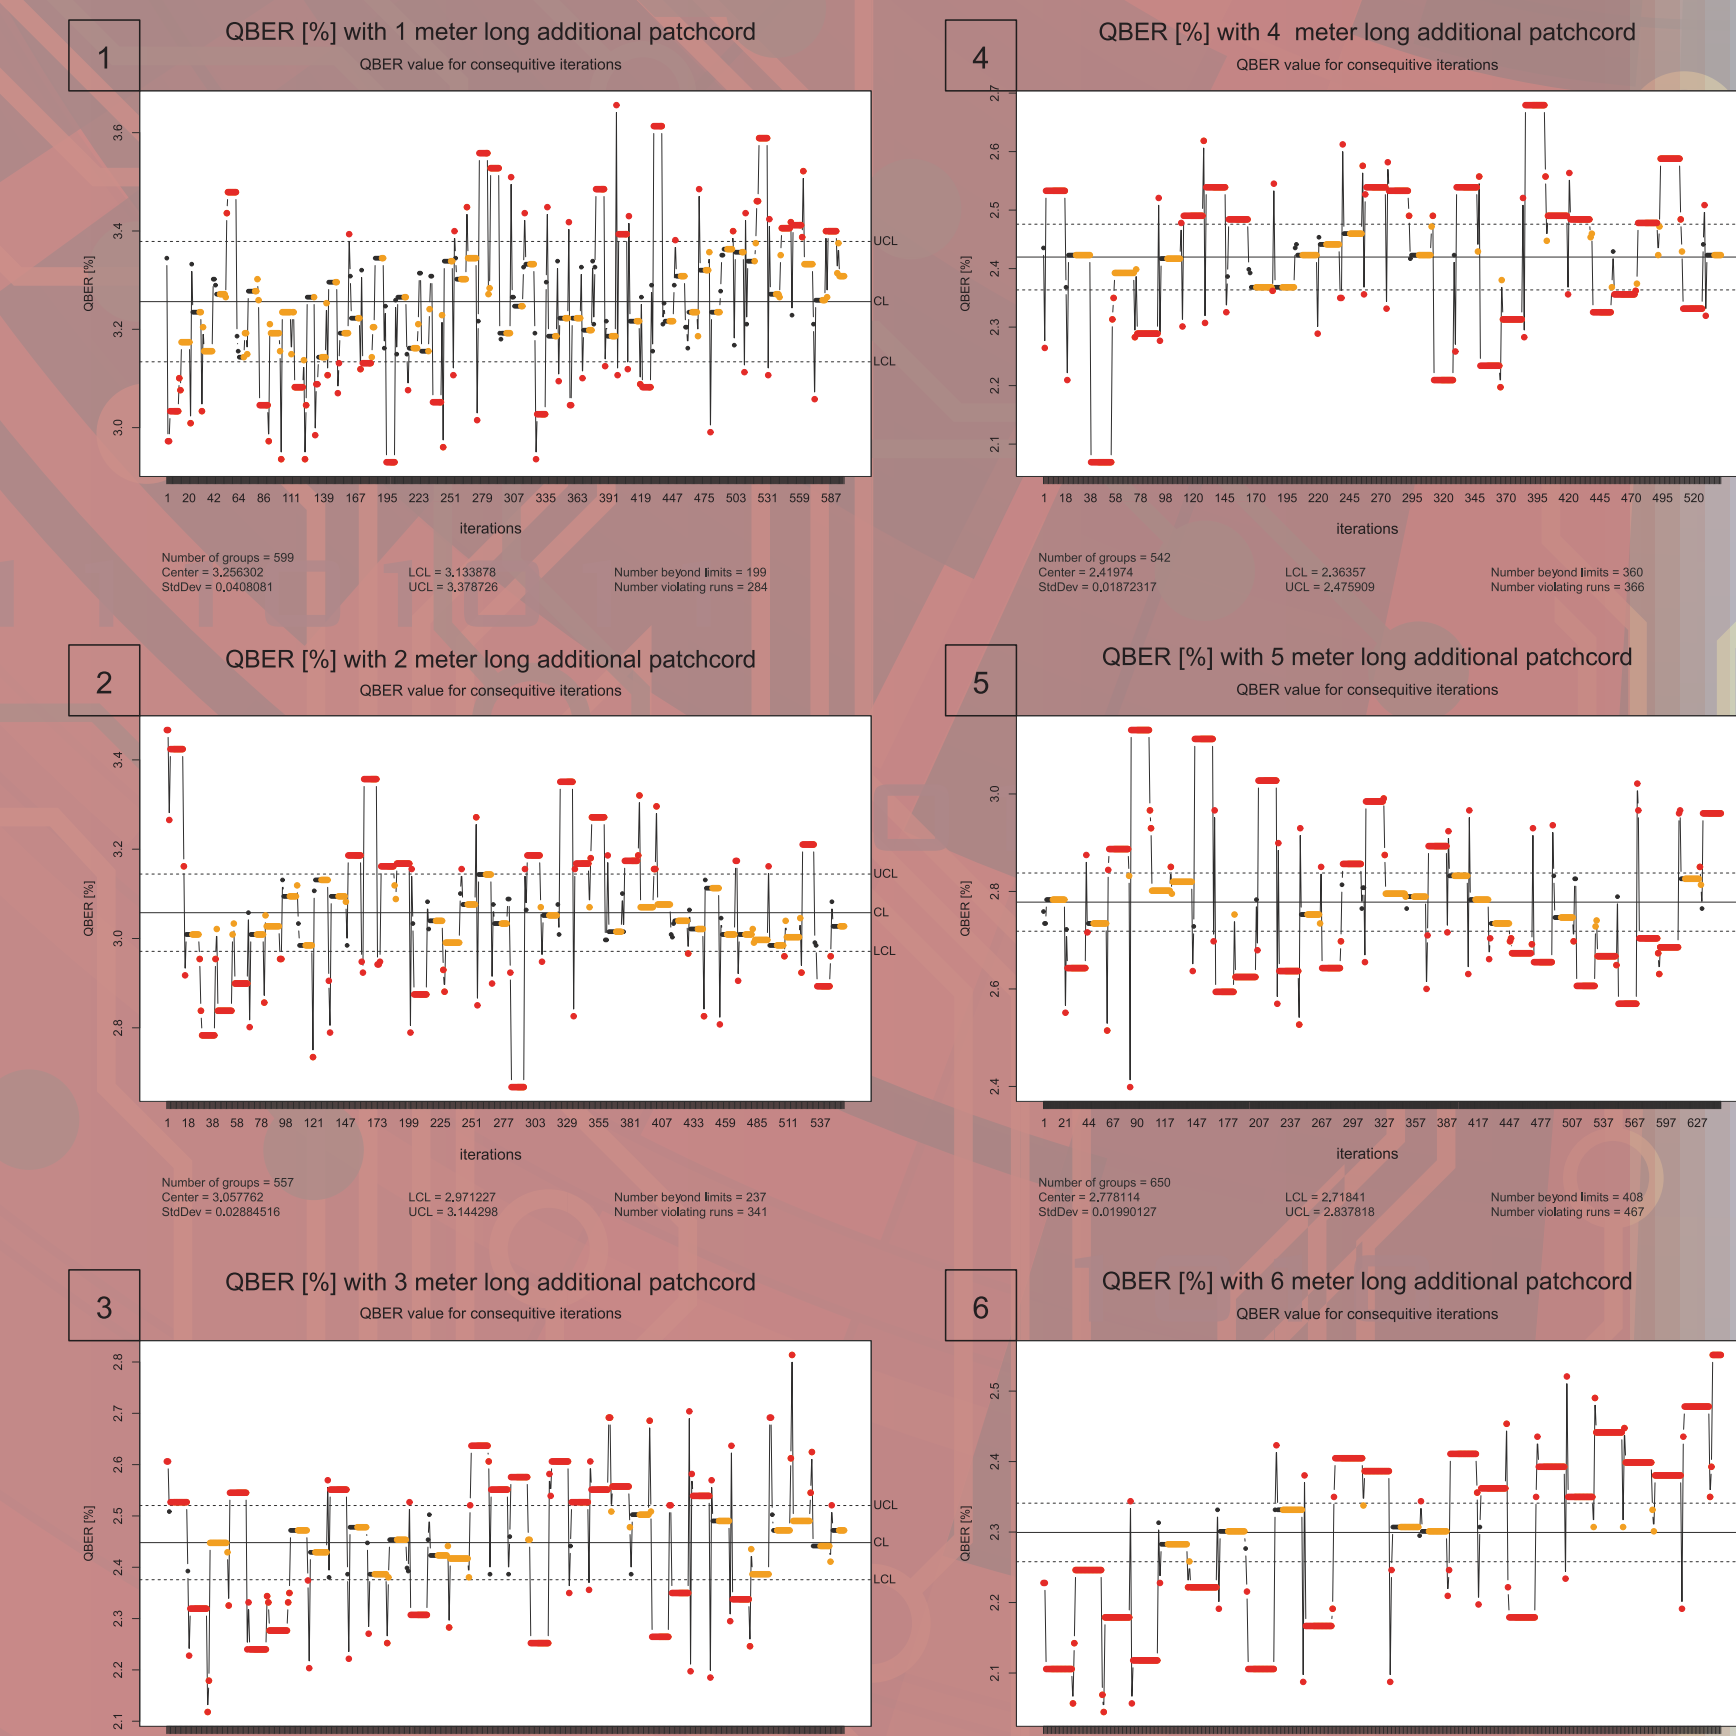 1
QBER [%] with 1 meter long additional patchcord
QBER value for consequitive iterations
QBER [%]
3.0 3.2 3.4 3.6
UCL
CL
LCL
1 20 42 64 86 111 139 167 195 223 251 279 307 335 363 391 419 447 475 503 531 559 587
iterations
Number of groups = 599
Center = 3.256302 LCL = 3.133878 Number beyond limits = 199
StdDev = 0.0408081 UCL = 3.378726 Number violating runs = 284
4
QBER [%] with 4 meter long additional patchcord
QBER value for consequitive iterations
QBER [%]
2.1 2.2 2.3 2.4 2.5 2.6 2.7
1 18 38 58 78 98 120 145 170 195 220 245 270 295 320 345 370 395 420 445 470 495 520
iterations
Number of groups = 542
Center = 2.41974 LCL = 2.36357 Number beyond limits = 360
StdDev = 0.01872317 UCL = 2.475909 Number violating runs = 366
2
QBER [%] with 2 meter long additional patchcord
QBER value for consequitive iterations
QBER [%]
2.8 3.0 3.2 3.4
UCL
CL
LCL
1 18 38 58 78 98 121 147 173 199 225 251 277 303 329 355 381 407 433 459 485 511 537
iterations
Number of groups = 557
Center = 3.057762 LCL = 2.971227 Number beyond limits = 237
StdDev = 0.02884516 UCL = 3.144298 Number violating runs = 341
5
QBER [%] with 5 meter long additional patchcord
QBER value for consequitive iterations
QBER [%]
2.4 2.6 2.8 3.0
1 21 44 67 90 117 147 177 207 237 267 297 327 357 387 417 447 477 507 537 567 597 627
iterations
Number of groups = 650
Center = 2.778114 LCL = 2.71841 Number beyond limits = 408
StdDev = 0.01990127 UCL = 2.837818 Number violating runs = 467
3
QBER [%] with 3 meter long additional patchcord
QBER value for consequitive iterations
QBER [%]
2.1 2.2 2.3 2.4 2.5 2.6 2.7 2.8
UCL
CL
LCL
6
QBER [%] with 6 meter long additional patchcord
QBER value for consequitive iterations
QBER [%]
2.1 2.2 2.3 2.4 2.5